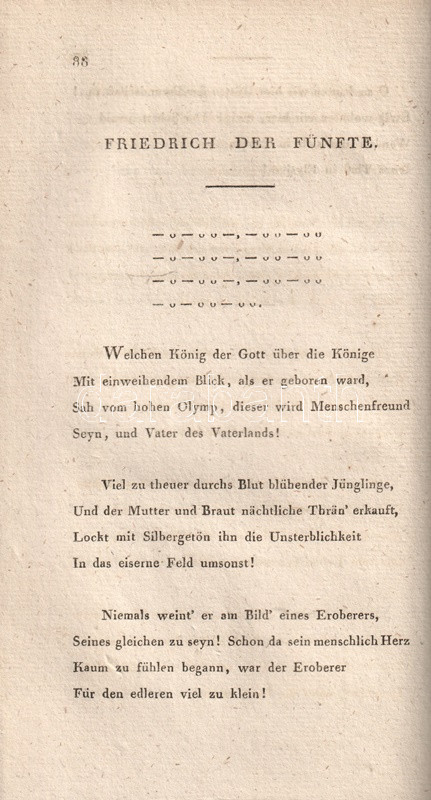 88
FRIEDRICH DER FÜNFTE.
— ᴗ — ᴗ ᴗ —, — ᴗ ᴗ — ᴗ ᴗ
— ᴗ — ᴗ ᴗ —, — ᴗ ᴗ — ᴗ ᴗ
— ᴗ — ᴗ ᴗ —, — ᴗ ᴗ — ᴗ ᴗ
— ᴗ — ᴗ ᴗ — ᴗ ᴗ.
Welchen König der Gott über die Könige
Mit einweihendem Blick, als er geboren ward,
Sah vom hohen Olymp, dieser wird Menschenfreund
Seyn, und Vater des Vaterlands!
Viel zu theuer durchs Blut blühender Jünglinge,
Und der Mutter und Braut nächtliche Thrän' erkauft,
Lockt mit Silbergetön ihn die Unsterblichkeit
In das eiserne Feld umsonst!
Niemals weint' er am Bild' eines Eroberers,
Seines gleichen zu seyn! Schon da sein menschlich Herz
Kaum zu fühlen begann, war der Eroberer
Für den edleren viel zu klein!